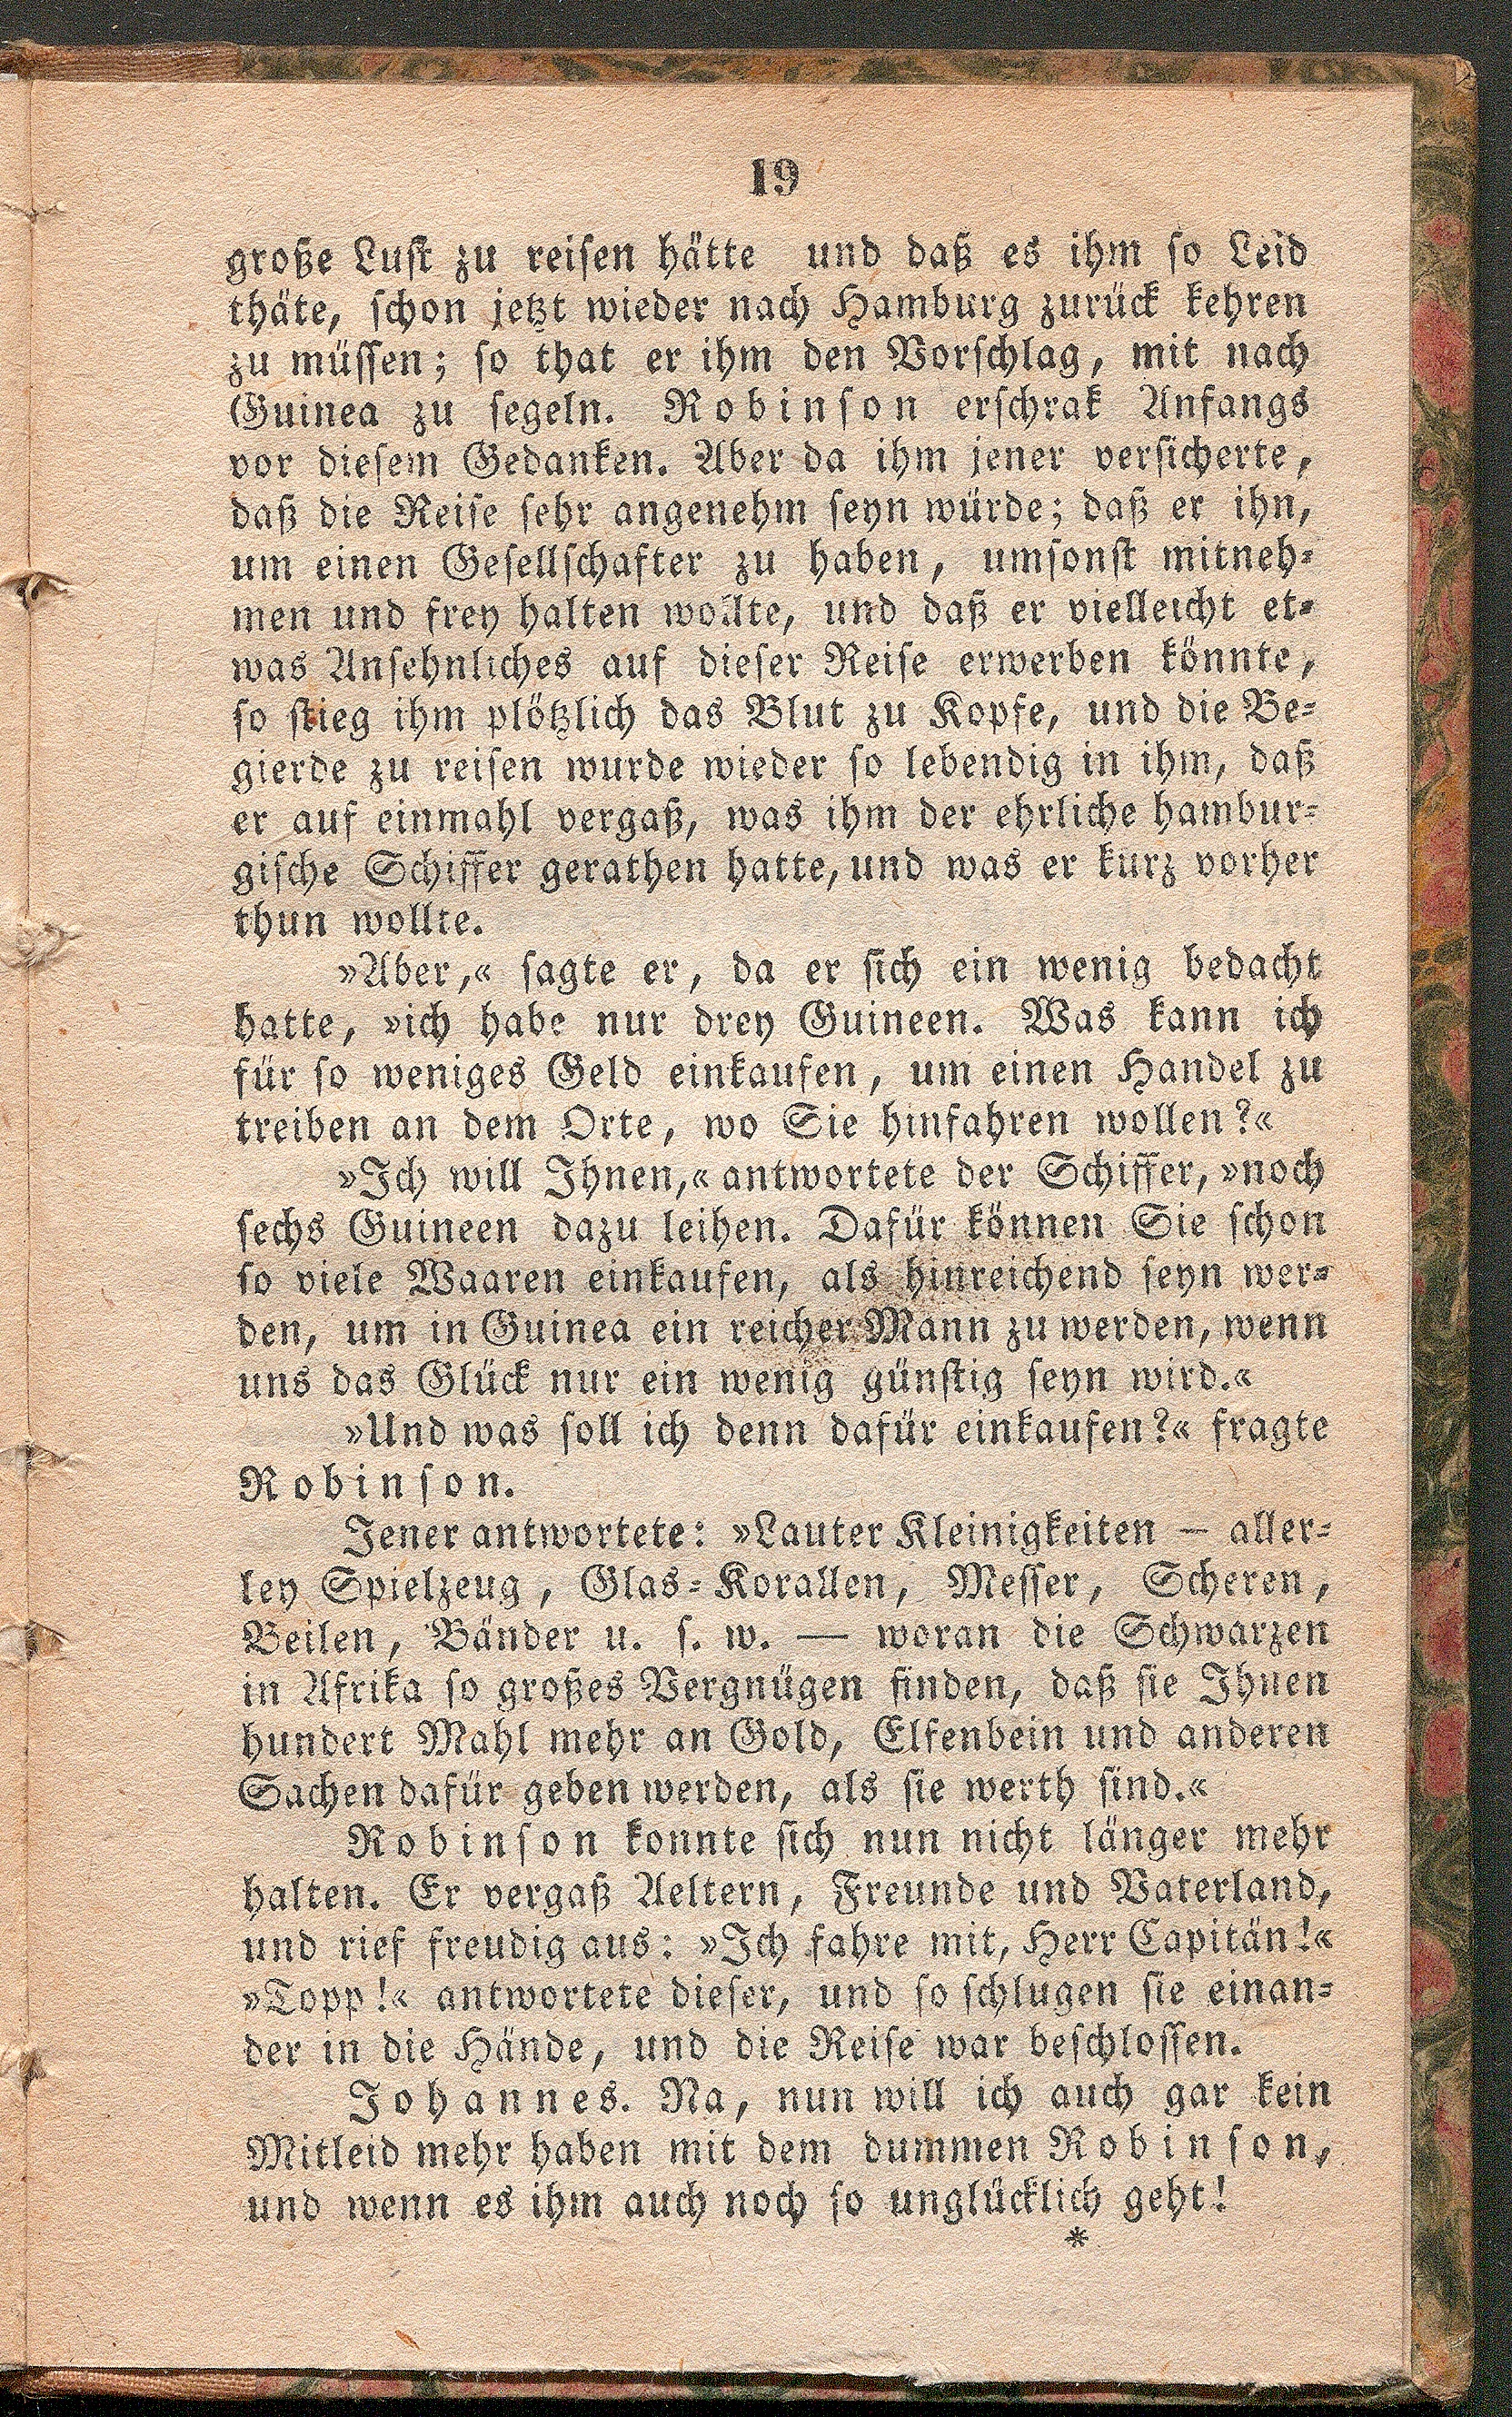 19
große Lust zu reisen hätte und daß es ihm so Leid
thäte, schon jetzt wieder nach Hamburg zurück kehren
zu müssen; so that er ihm den Vorschlag, mit nach
Guinea zu segeln. Robinson erschrak Anfangs
vor diesem Gedanken. Aber da ihm jener versicherte,
daß die Reise sehr angenehm seyn würde; daß er ihn,
um einen Gesellschafter zu haben, umsonst mitneh-
men und frey halten wollte, und daß er vielleicht et-
was Ansehnliches auf dieser Reise erwerben könnte,
so stieg ihm plötzlich das Blut zu Kopfe, und die Be-
gierde zu reisen wurde wieder so lebendig in ihm, daß
er auf einmahl vergaß, was ihm der ehrliche hambur-
gische Schiffer gerathen hatte, und was er kurz vorher
thun wollte.
»Aber,« sagte er, da er sich ein wenig bedacht
hatte, »ich habe nur drey Guineen. Was kann ich
für so weniges Geld einkaufen, um einen Handel zu
treiben an dem Orte, wo Sie hinfahren wollen?«
»Ich will Ihnen,« antwortete der Schiffer, »noch
sechs Guineen dazu leihen. Dafür können Sie schon
so viele Waaren einkaufen, als hinreichend seyn wer-
den, um in Guinea ein reicher Mann zu werden, wenn
uns das Glück nur ein wenig günstig seyn wird.«
»Und was soll ich denn dafür einkaufen?« fragte
Robinson.
Jener antwortete: »Lauter Kleinigkeiten — aller-
ley Spielzeug, Glas-Korallen, Messer, Scheren,
Beilen, Bänder u. s. w. — woran die Schwarzen
in Afrika so großes Vergnügen finden, daß sie Ihnen
hundert Mahl mehr an Gold, Elfenbein und anderen
Sachen dafür geben werden, als sie werth sind.«
Robinson konnte sich nun nicht länger mehr
halten. Er vergaß Aeltern, Freunde und Vaterland,
und rief freudig aus: »Ich fahre mit, Herr Capitän!«
»Topp!« antwortete dieser, und so schlugen sie einan-
der in die Hände, und die Reise war beschlossen.
Johannes. Na, nun will ich auch gar kein
Mitleid mehr haben mit dem dummen Robinson,
und wenn es ihm auch noch so unglücklich geht!
*